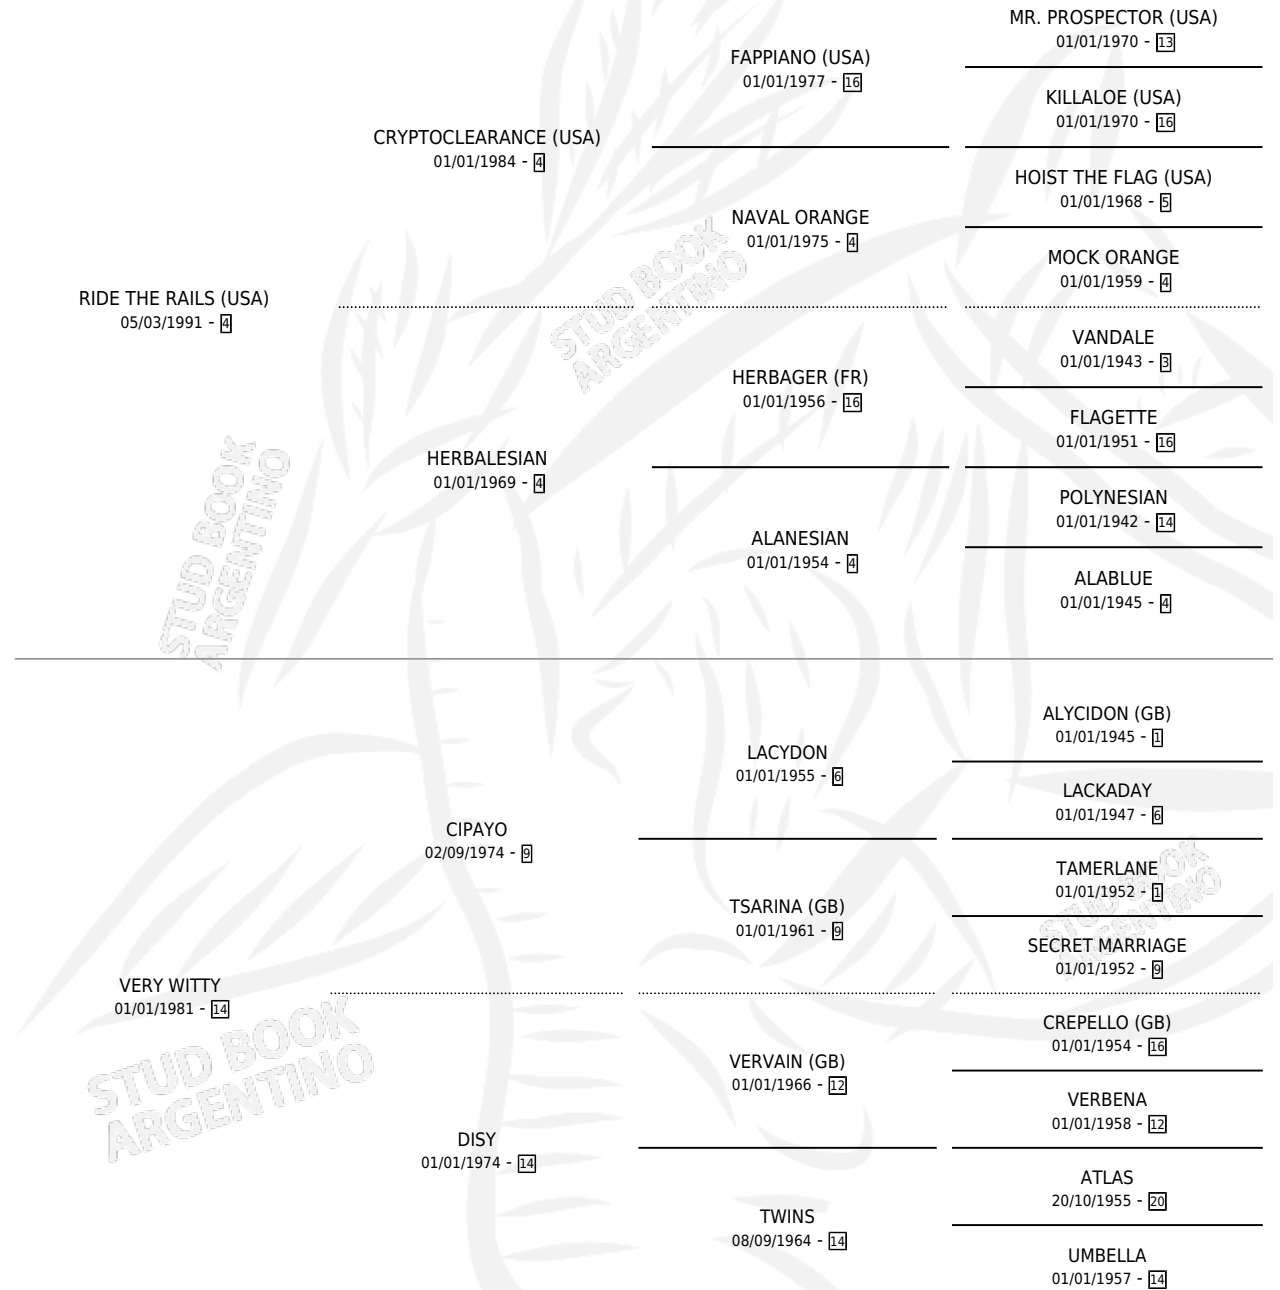 MR. PROSPECTOR (USA)
01/01/1970 - 13
FAPPIANO (USA)
01/01/1977 - 16
KILLALOE (USA)
01/01/1970 - 16
CRYPTOCLEARANCE (USA)
01/01/1984 - 4
HOIST THE FLAG (USA)
01/01/1968 - 5
NAVAL ORANGE
01/01/1975 - 4
MOCK ORANGE
01/01/1959 - 4
RIDE THE RAILS (USA)
05/03/1991 - 4
VANDALE
01/01/1943 - 3
HERBAGER (FR)
01/01/1956 - 16
FLAGETTE
01/01/1951 - 16
HERBALESIAN
01/01/1969 - 4
POLYNESIAN
01/01/1942 - 14
ALANESIAN
01/01/1954 - 4
ALABLUE
01/01/1945 - 4
STUD BOOK
ARGENTINO
STUD BOOK
ARGENTINO
ALYCIDON (GB)
01/01/1945 - 1
LACYDON
01/01/1955 - 6
LACKADAY
01/01/1947 - 6
CIPAYO
02/09/1974 - 9
TAMERLANE
01/01/1952 - 1
TSARINA (GB)
01/01/1961 - 9
SECRET MARRIAGE
01/01/1952 - 9
VERY WITTY
01/01/1981 - 14
CREPELLO (GB)
01/01/1954 - 16
VERVAIN (GB)
01/01/1966 - 12
VERBENA
01/01/1958 - 12
DISY
01/01/1974 - 14
ATLAS
20/10/1955 - 20
TWINS
08/09/1964 - 14
UMBELLA
01/01/1957 - 14
STUD BOOK
ARGENTINO
STUD BOOK
ARGENTINO